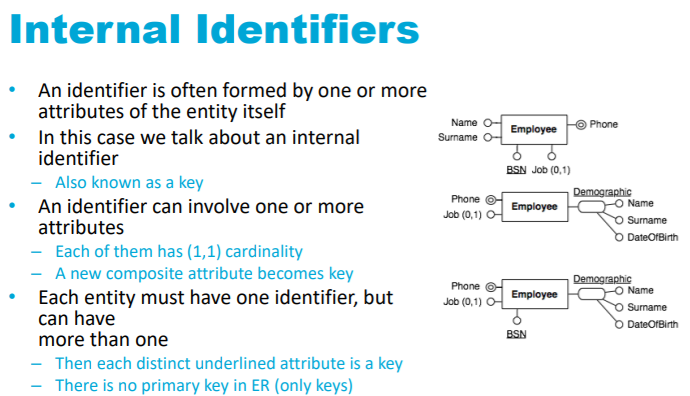 Internal Identifiers
• An identifier is often formed by one or more
attributes of the entity itself
• In this case we talk about an internal
identifier
– Also known as a key
• An identifier can involve one or more
attributes
– Each of them has (1,1) cardinality
– A new composite attribute becomes key
• Each entity must have one identifier, but
can have
more than one
– Then each distinct underlined attribute is a key
– There is no primary key in ER (only keys)
Name
Surname
Employee
Phone
BSN Job (0,1)
Phone
Job (0,1)
Employee
Demographic
Name
Surname
DateOfBirth
Phone
Job (0,1)
Employee
Demographic
Name
Surname
DateOfBirth
BSN